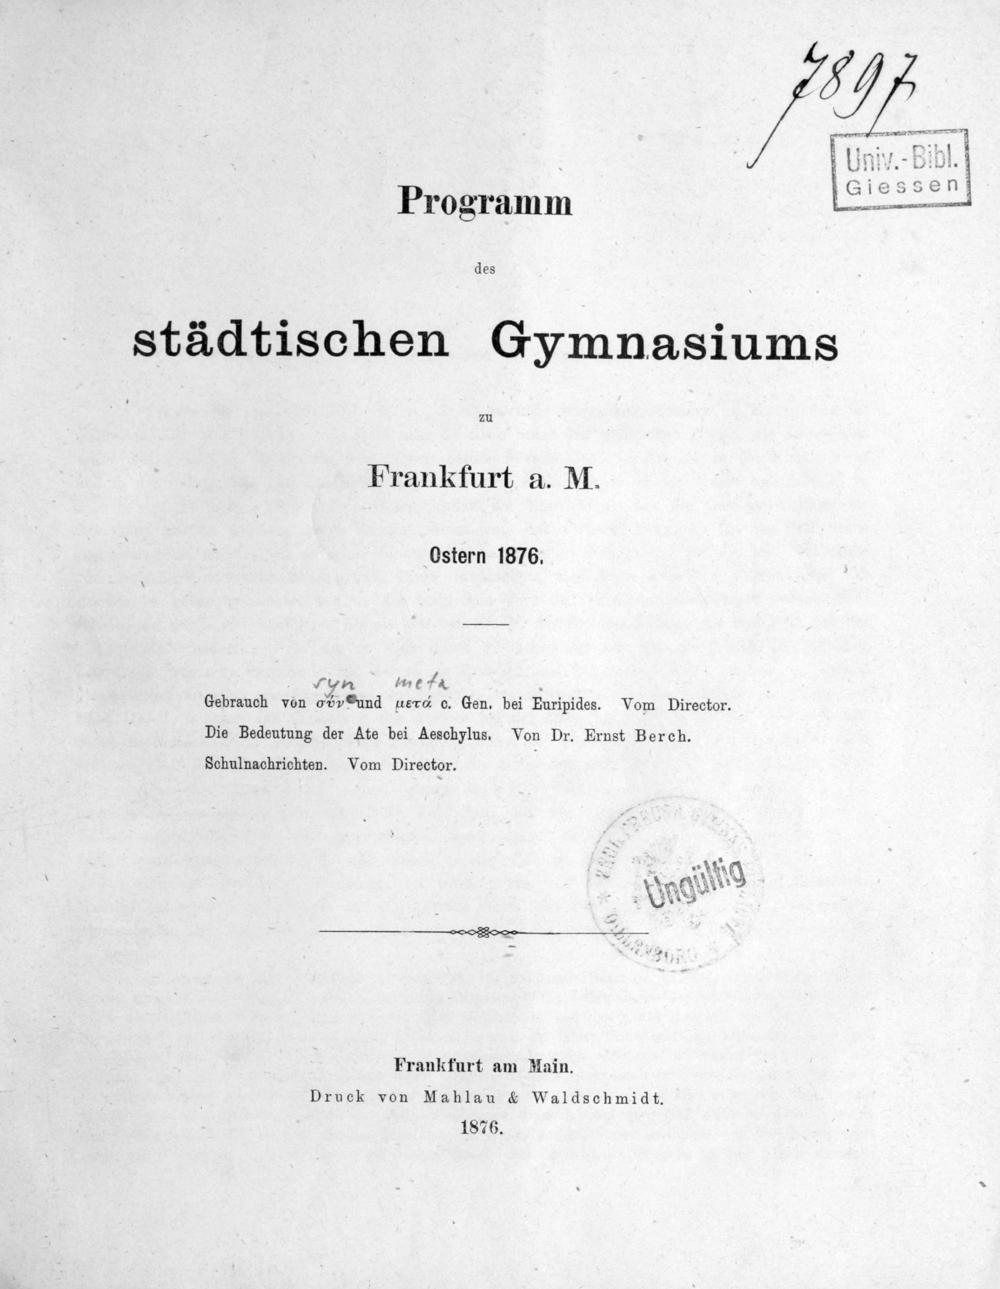 7897
Univ.-Bibl.
Giessen
Programm
des
städtischen Gymnasiums
zu
Frankfurt a. M.
Ostern 1876.
syn meta
Gebrauch von σύν und μετά c. Gen. bei Euripides. Vom Director.
Die Bedeutung der Ate bei Aeschylus. Von Dr. Ernst Berch.
Schulnachrichten. Vom Director.
Ungültig
DILLENBURG
Frankfurt am Main.
Druck von Mahlau & Waldschmidt.
1876.